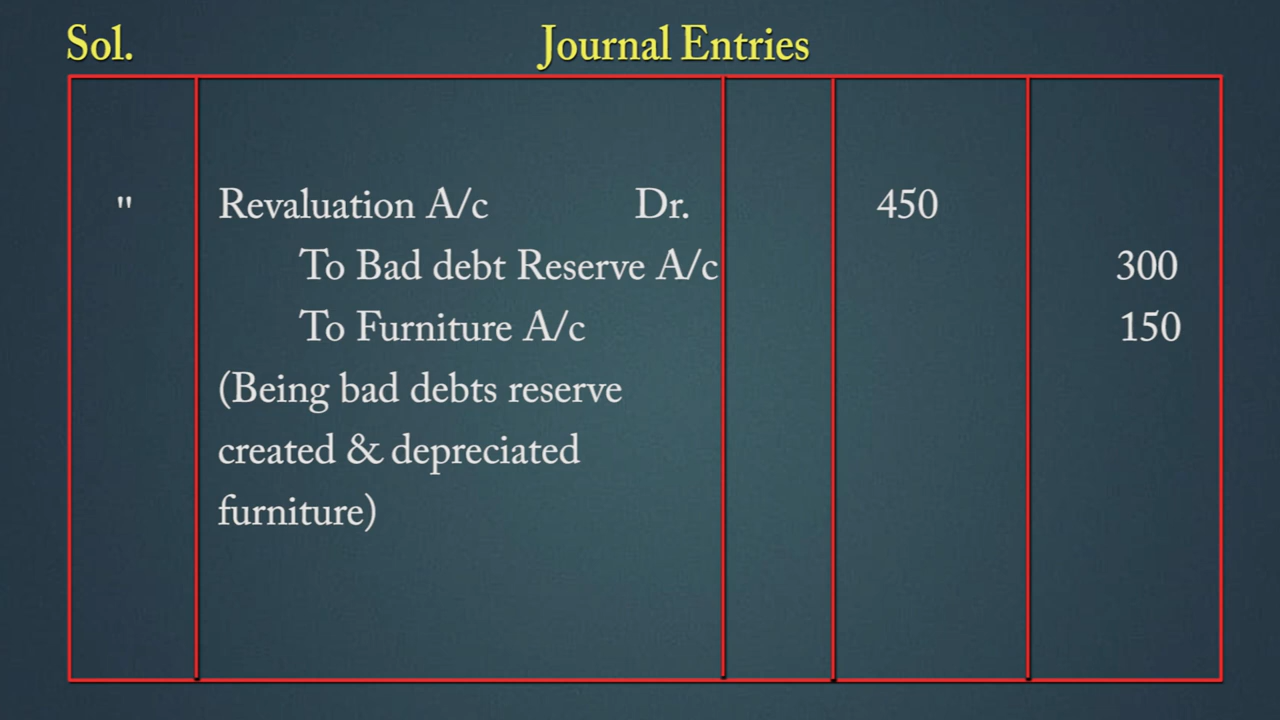 Sol.
Journal Entries
" Revaluation A/c Dr. 450
To Bad debt Reserve A/c 300
To Furniture A/c 150
(Being bad debts reserve
created & depreciated
furniture)